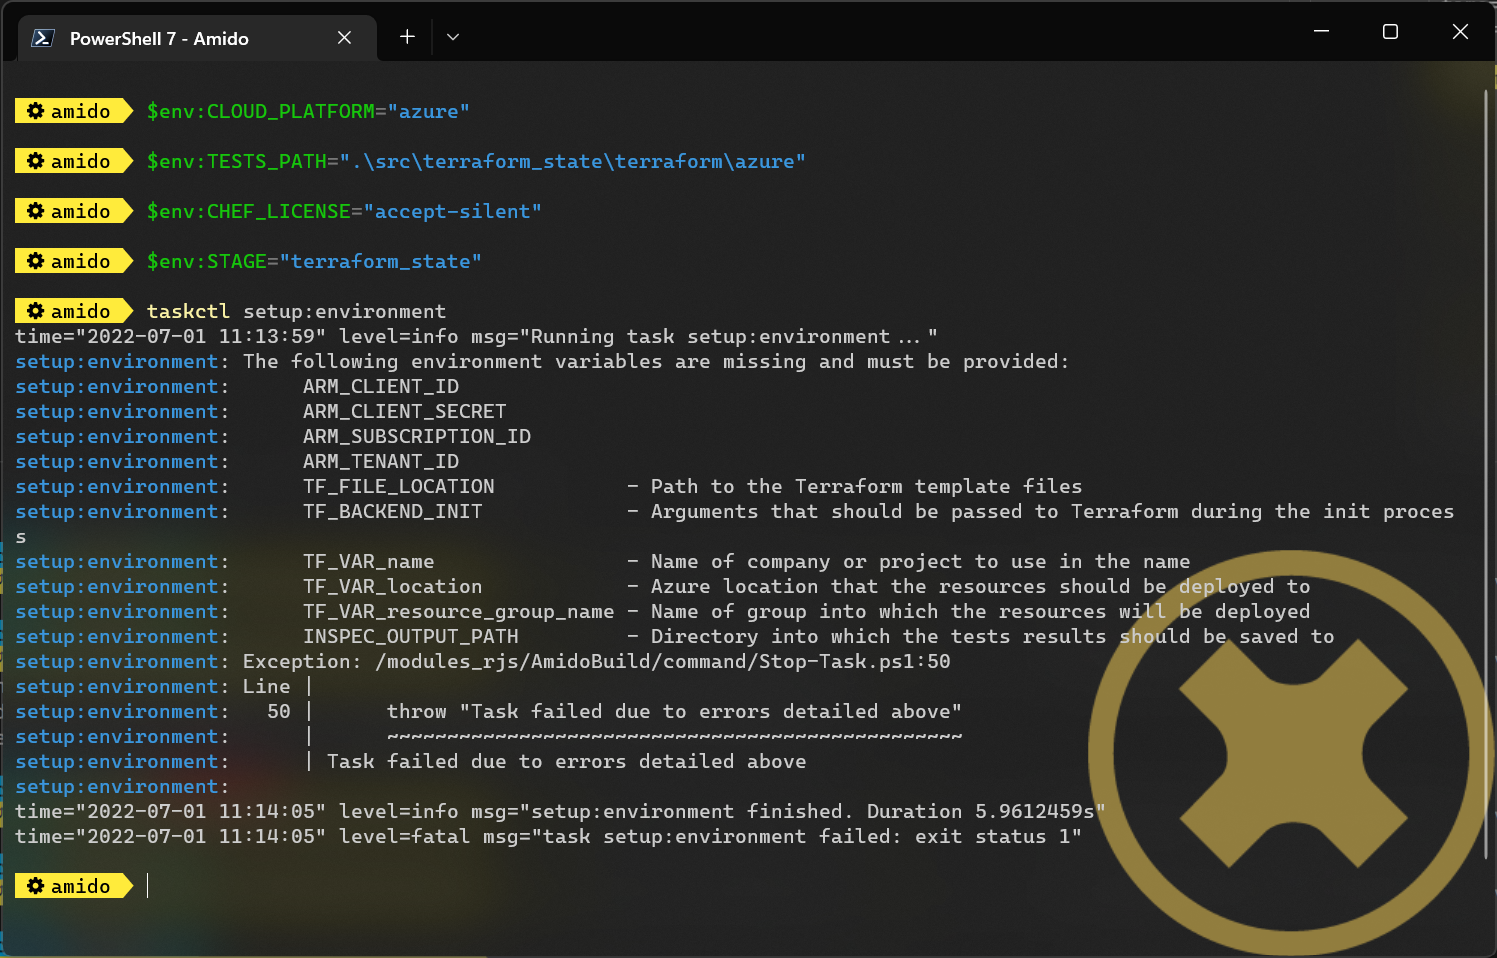 PowerShell 7 - Amido
amido $env:CLOUD_PLATFORM="azure"
amido $env:TESTS_PATH=".\src\terraform_state\terraform\azure"
amido $env:CHEF_LICENSE="accept-silent"
amido $env:STAGE="terraform_state"
amido taskctl setup:environment
time="2022-07-01 11:13:59" level=info msg="Running task setup:environment..."
setup:environment: The following environment variables are missing and must be provided:
setup:environment:      ARM_CLIENT_ID
setup:environment:      ARM_CLIENT_SECRET
setup:environment:      ARM_SUBSCRIPTION_ID
setup:environment:      ARM_TENANT_ID
setup:environment:      TF_FILE_LOCATION           - Path to the Terraform template files
setup:environment:      TF_BACKEND_INIT            - Arguments that should be passed to Terraform during the init proces
s
setup:environment:      TF_VAR_name                - Name of company or project to use in the name
setup:environment:      TF_VAR_location            - Azure location that the resources should be deployed to
setup:environment:      TF_VAR_resource_group_name - Name of group into which the resources will be deployed
setup:environment:      INSPEC_OUTPUT_PATH         - Directory into which the tests results should be saved to
setup:environment: Exception: /modules_rjs/AmidoBuild/command/Stop-Task.ps1:50
setup:environment: Line |
setup:environment:   50 |      throw "Task failed due to errors detailed above"
setup:environment:      |      ~~~~~~~~~~~~~~~~~~~~~~~~~~~~~~~~~~~~~~~~~~~~~~~~
setup:environment:      | Task failed due to errors detailed above
setup:environment:
time="2022-07-01 11:14:05" level=info msg="setup:environment finished. Duration 5.9612459s"
time="2022-07-01 11:14:05" level=fatal msg="task setup:environment failed: exit status 1"
amido